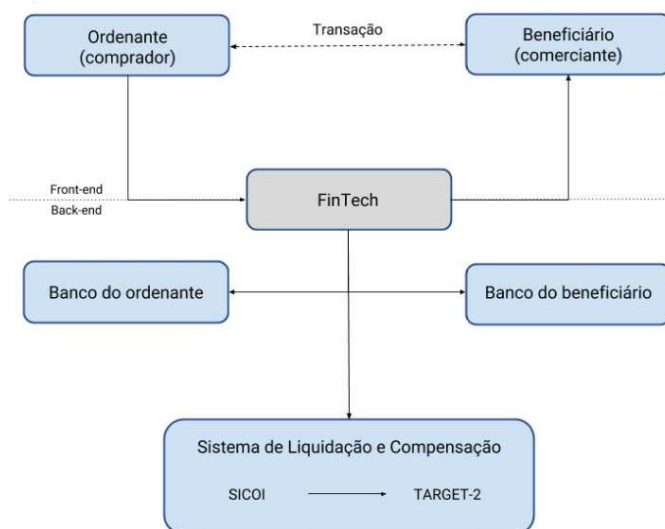 Ordenante
(comprador)
Transação
Beneficiário
(comerciante)
Front-end
Back-end
FinTech
Banco do ordenante
Banco do beneficiário
Sistema de Liquidação e Compensação
SICOI
TARGET-2